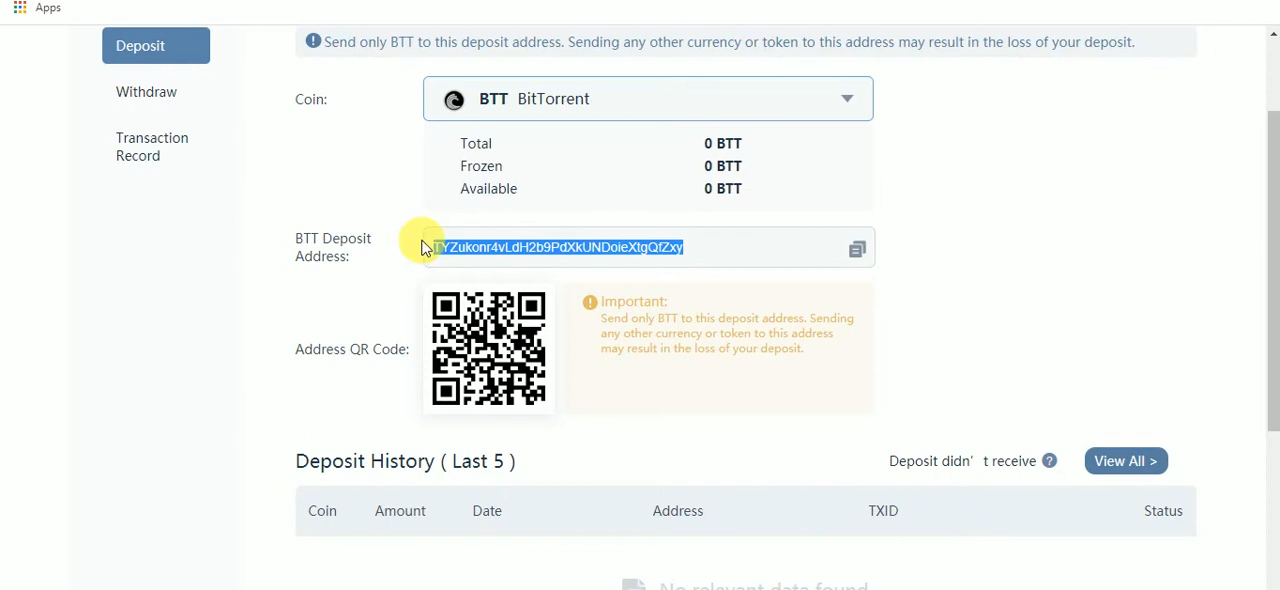 Apps
Deposit
Send only BTT to this deposit address. Sending any other currency or token to this address may result in the loss of your deposit.
Withdraw
Coin:
BTT BitTorrent
Transaction
Record
Total 0 BTT
Frozen 0 BTT
Available 0 BTT
BTT Deposit
Address:
TYZukonr4vLdH2b9PdXkUNDoieXtgQfZxy
Important:
Send only BTT to this deposit address. Sending
any other currency or token to this address
may result in the loss of your deposit.
Address QR Code:
Deposit History ( Last 5 )
Deposit didn’ t receive ?
View All >
Coin Amount Date Address TXID Status
No relevant data found